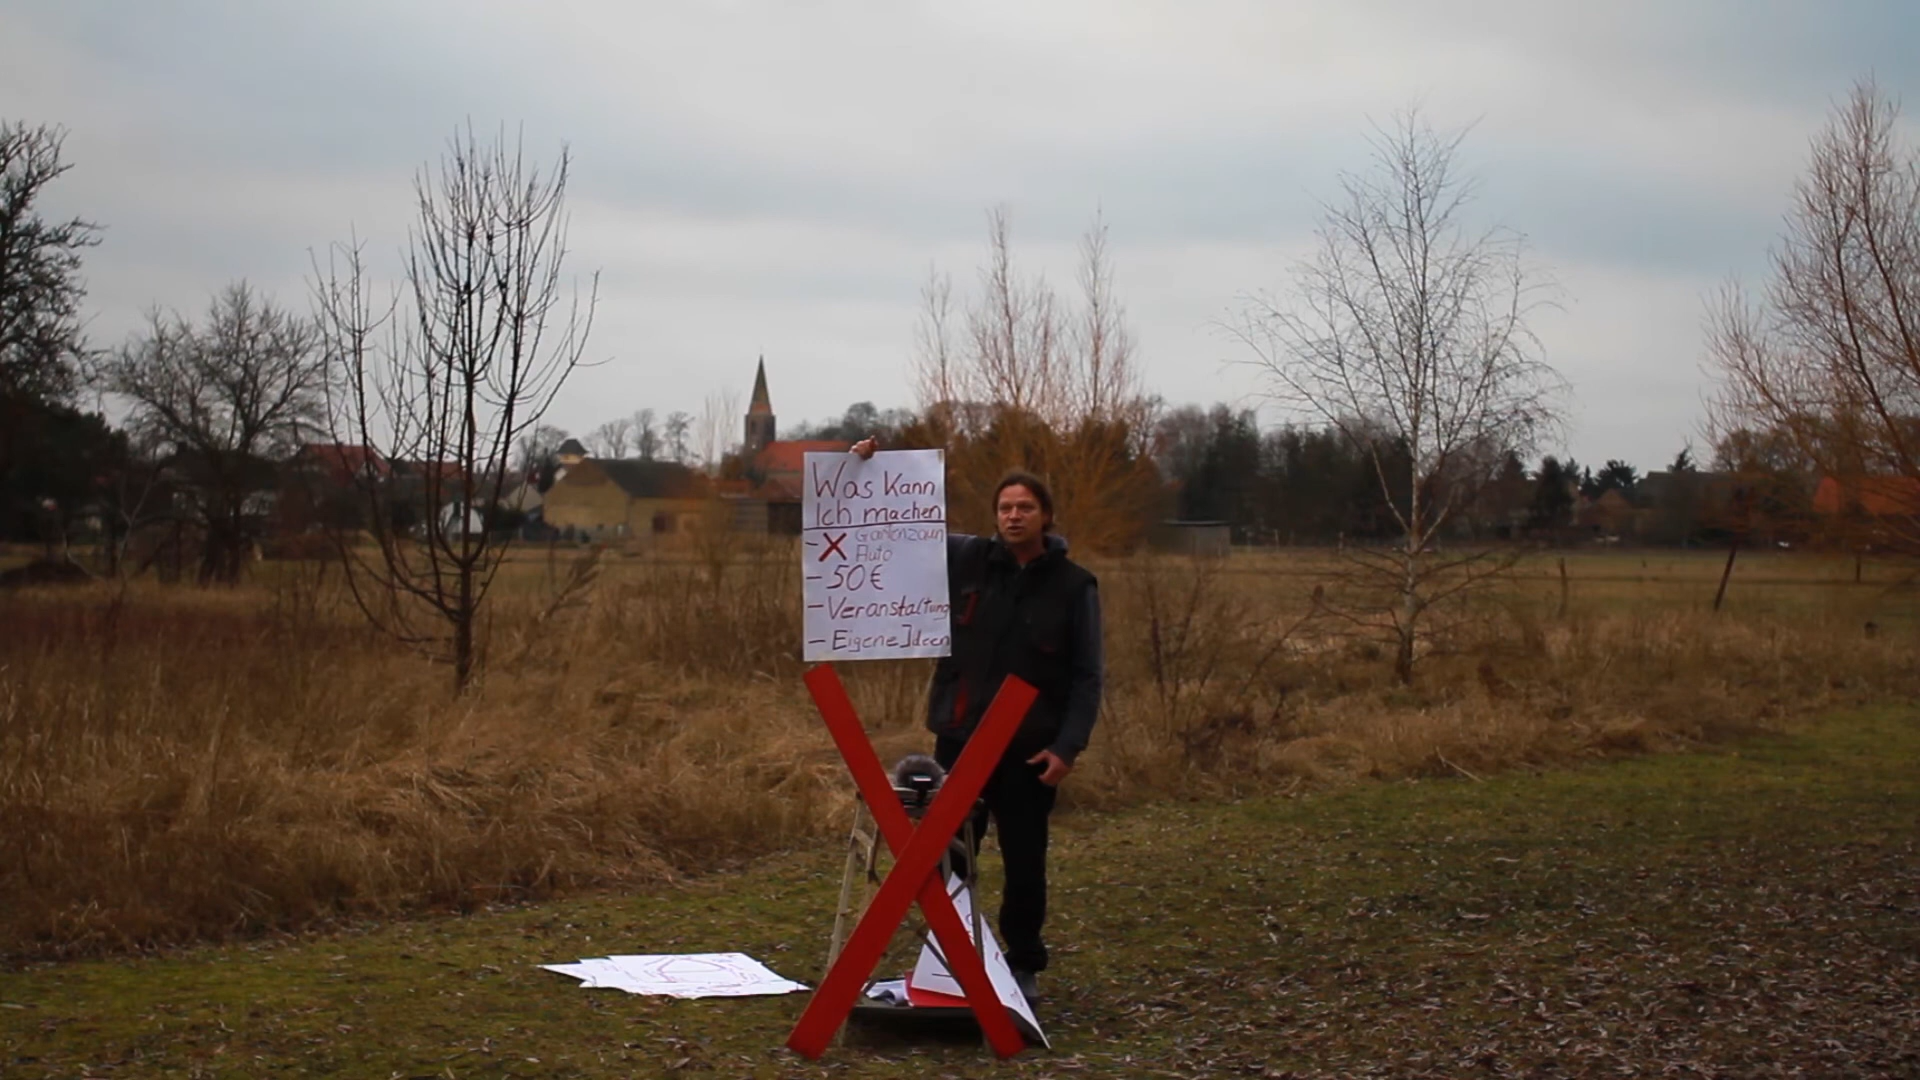 Was Kann
Ich machen
- X Gartenzaun
Auto
- 50€
- Veranstaltung
- Eigene Ideen